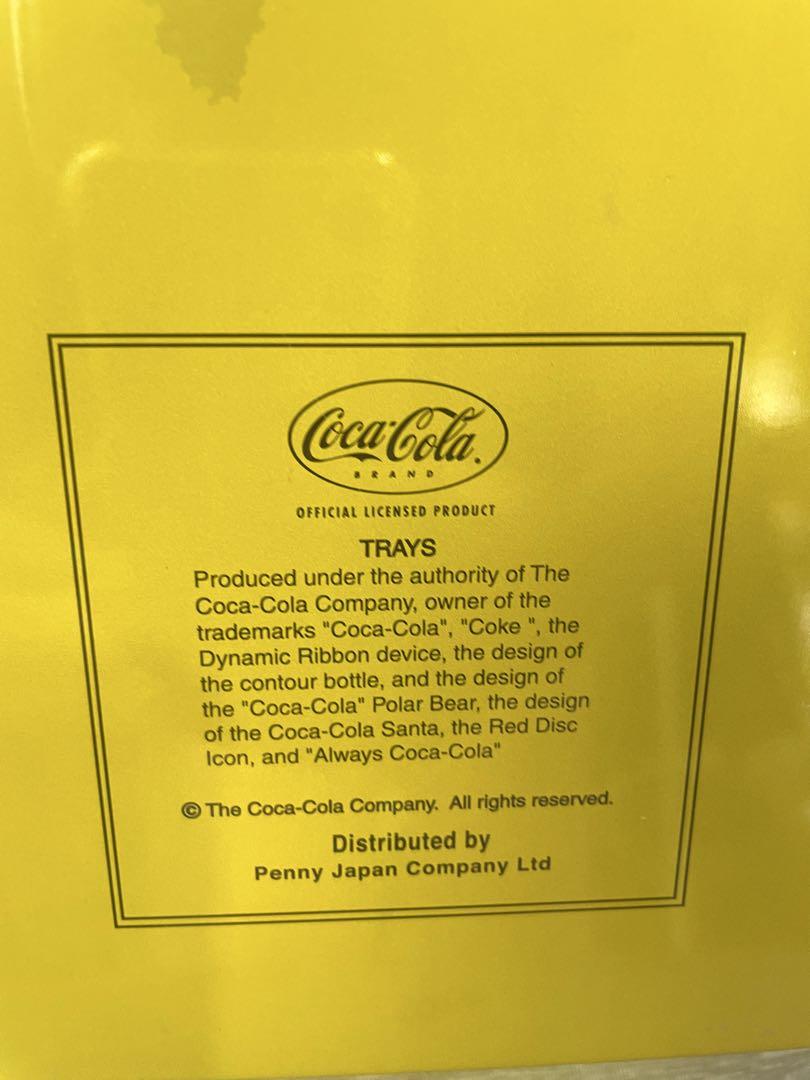 Coca-Cola
BRAND
OFFICIAL LICENSED PRODUCT
TRAYS
Produced under the authority of The
Coca-Cola Company, owner of the
trademarks "Coca-Cola", "Coke ", the
Dynamic Ribbon device, the design of
the contour bottle, and the design of
the "Coca-Cola" Polar Bear, the design
of the Coca-Cola Santa, the Red Disc
Icon, and "Always Coca-Cola"
© The Coca-Cola Company. All rights reserved.
Distributed by
Penny Japan Company Ltd